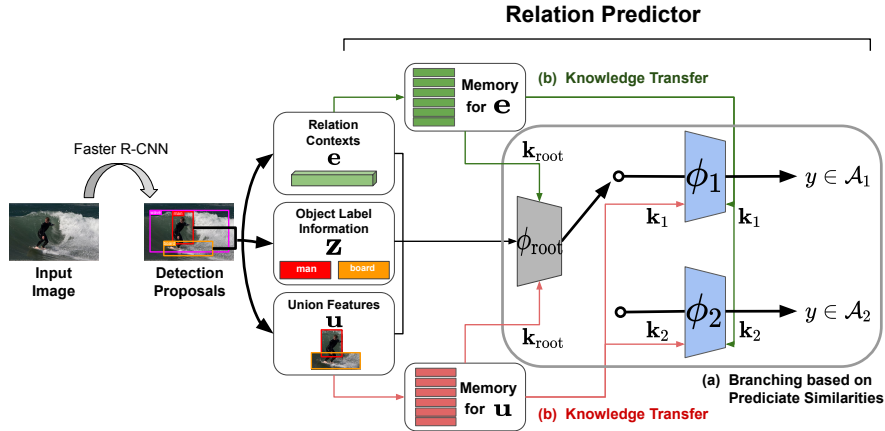 Relation Predictor
(b) Knowledge Transfer
Memory
for e
Relation
Contexts
e
Faster R-CNN
k_root
ϕ_1
y ∈ 𝒜_1
k_1
k_1
Object Label
Information
z
man
board
ϕ_root
Input
Image
Detection
Proposals
Union Features
u
ϕ_2
y ∈ 𝒜_2
k_2
k_2
k_root
Memory
for u
(a) Branching based on
Prediciate Similarities
(b) Knowledge Transfer